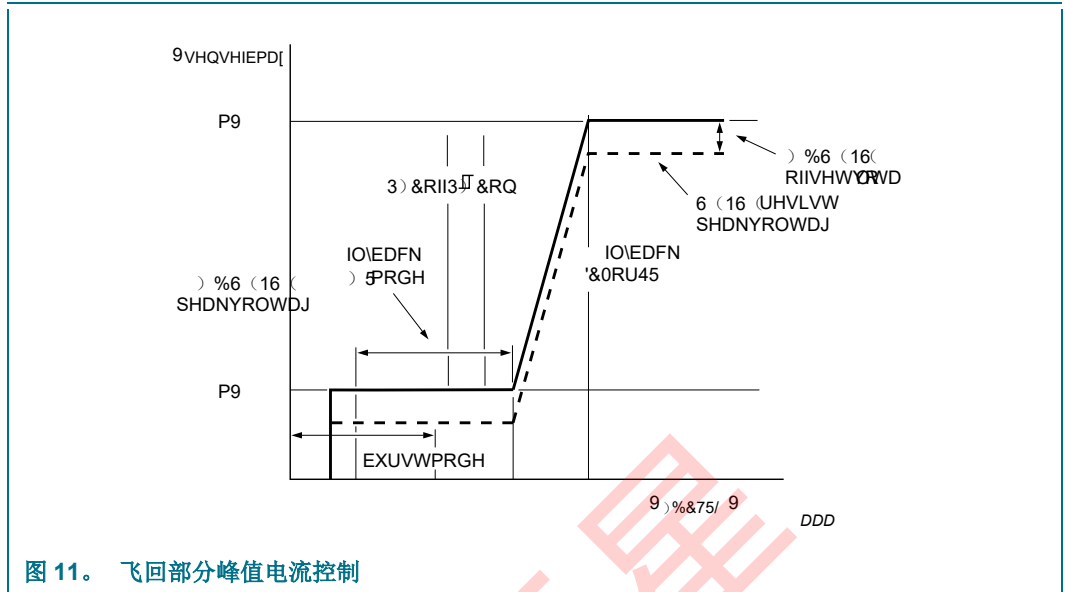 9VHQVHIEPD[
P9
3）&RII3 &RQ
）%6（16（
RIIVHWYROWD
6（16（UHVLVW
SHDNYROWDJ
IO\EDFN
）5PRGH
IO\EDFN
'&0RU45
）%6（16（
SHDNYROWDJ
P9
EXUVWPRGH
9）%&75/ 9
DDD
图 11。 飞回部分峰值电流控制